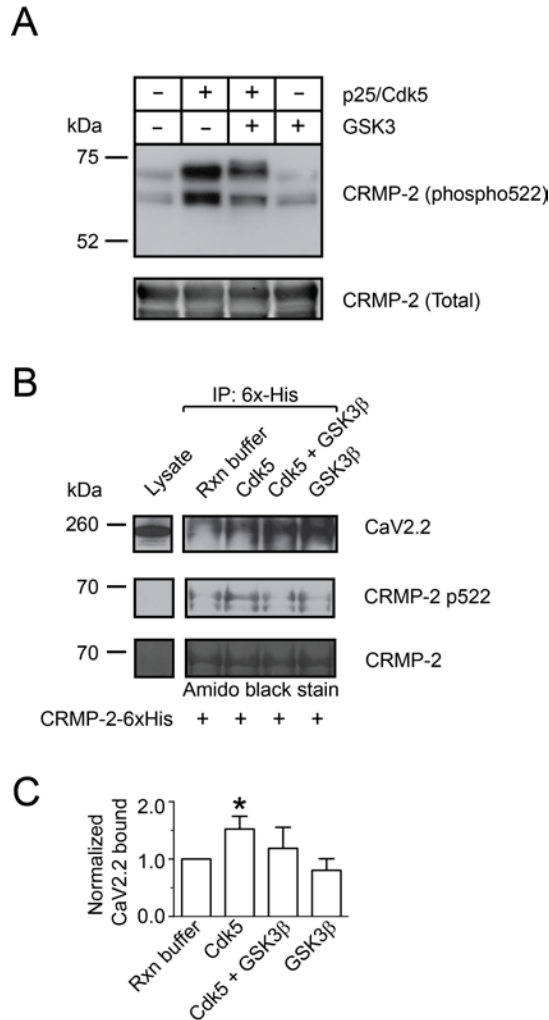 A
– + + – p25/Cdk5
kDa – – + + GSK3
75
CRMP-2 (phospho522)
52
CRMP-2 (Total)
B
IP: 6x-His
kDa Lysate Rxn buffer Cdk5 Cdk5 + GSK3β GSK3β
260 CaV2.2
70 CRMP-2 p522
70 CRMP-2
Amido black stain
CRMP-2-6xHis + + + +
C
Normalized
CaV2.2 bound
2.0
*
1.0
0.0
Rxn buffer Cdk5 Cdk5 + GSK3β GSK3β